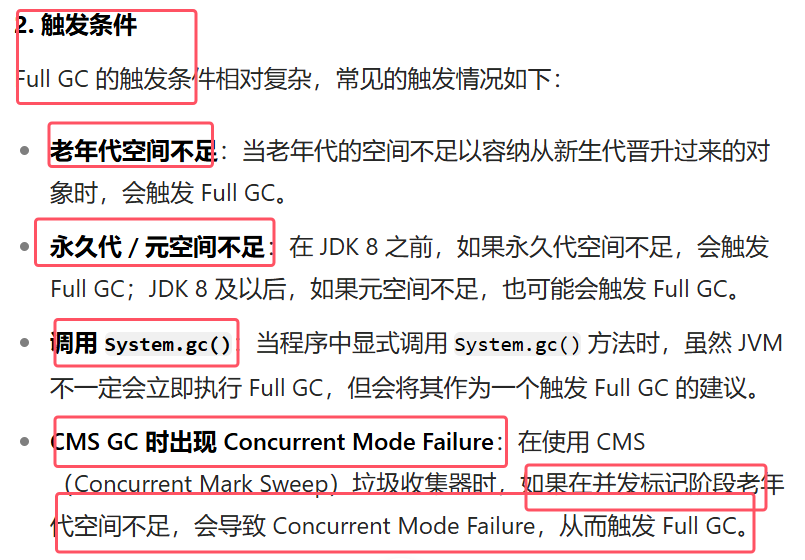 2. 触发条件
Full GC 的触发条件相对复杂，常见的触发情况如下：
老年代空间不足：当老年代的空间不足以容纳从新生代晋升过来的对
象时，会触发 Full GC。
永久代 / 元空间不足：在 JDK 8 之前，如果永久代空间不足，会触发
Full GC；JDK 8 及以后，如果元空间不足，也可能会触发 Full GC。
调用 System.gc()：当程序中显式调用 System.gc() 方法时，虽然 JVM
不一定会立即执行 Full GC，但会将其作为一个触发 Full GC 的建议。
CMS GC 时出现 Concurrent Mode Failure：在使用 CMS
（Concurrent Mark Sweep）垃圾收集器时，如果在并发标记阶段老年
代空间不足，会导致 Concurrent Mode Failure，从而触发 Full GC。